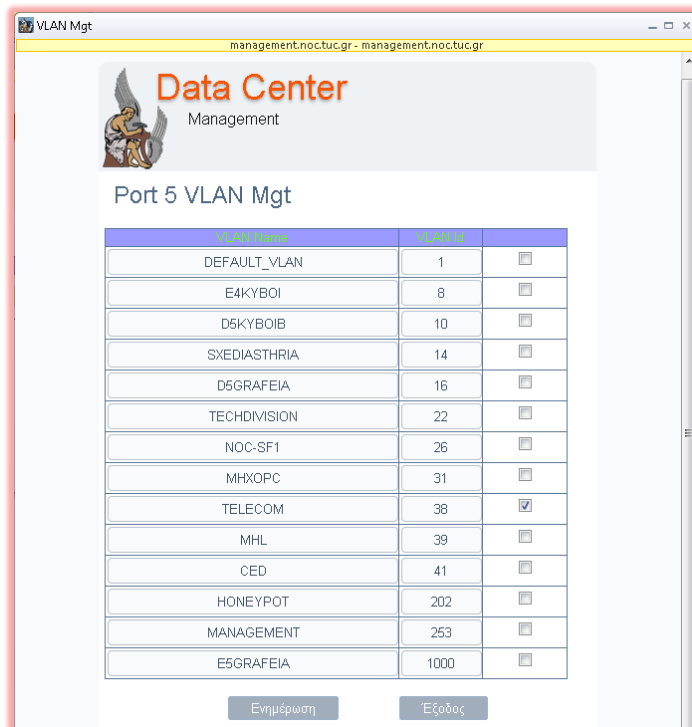 VLAN Mgt
management.noc.tuc.gr - management.noc.tuc.gr
Data Center
Management
Port 5 VLAN Mgt
VLAN Name VLAN Id
DEFAULT_VLAN 1
E4KYBOI 8
D5KYBOIB 10
SXEDIASTHRIA 14
D5GRAFEIA 16
TECHDIVISION 22
NOC-SF1 26
MHXOPC 31
TELECOM 38
MHL 39
CED 41
HONEYPOT 202
MANAGEMENT 253
E5GRAFEIA 1000
Ενημέρωση Έξοδος